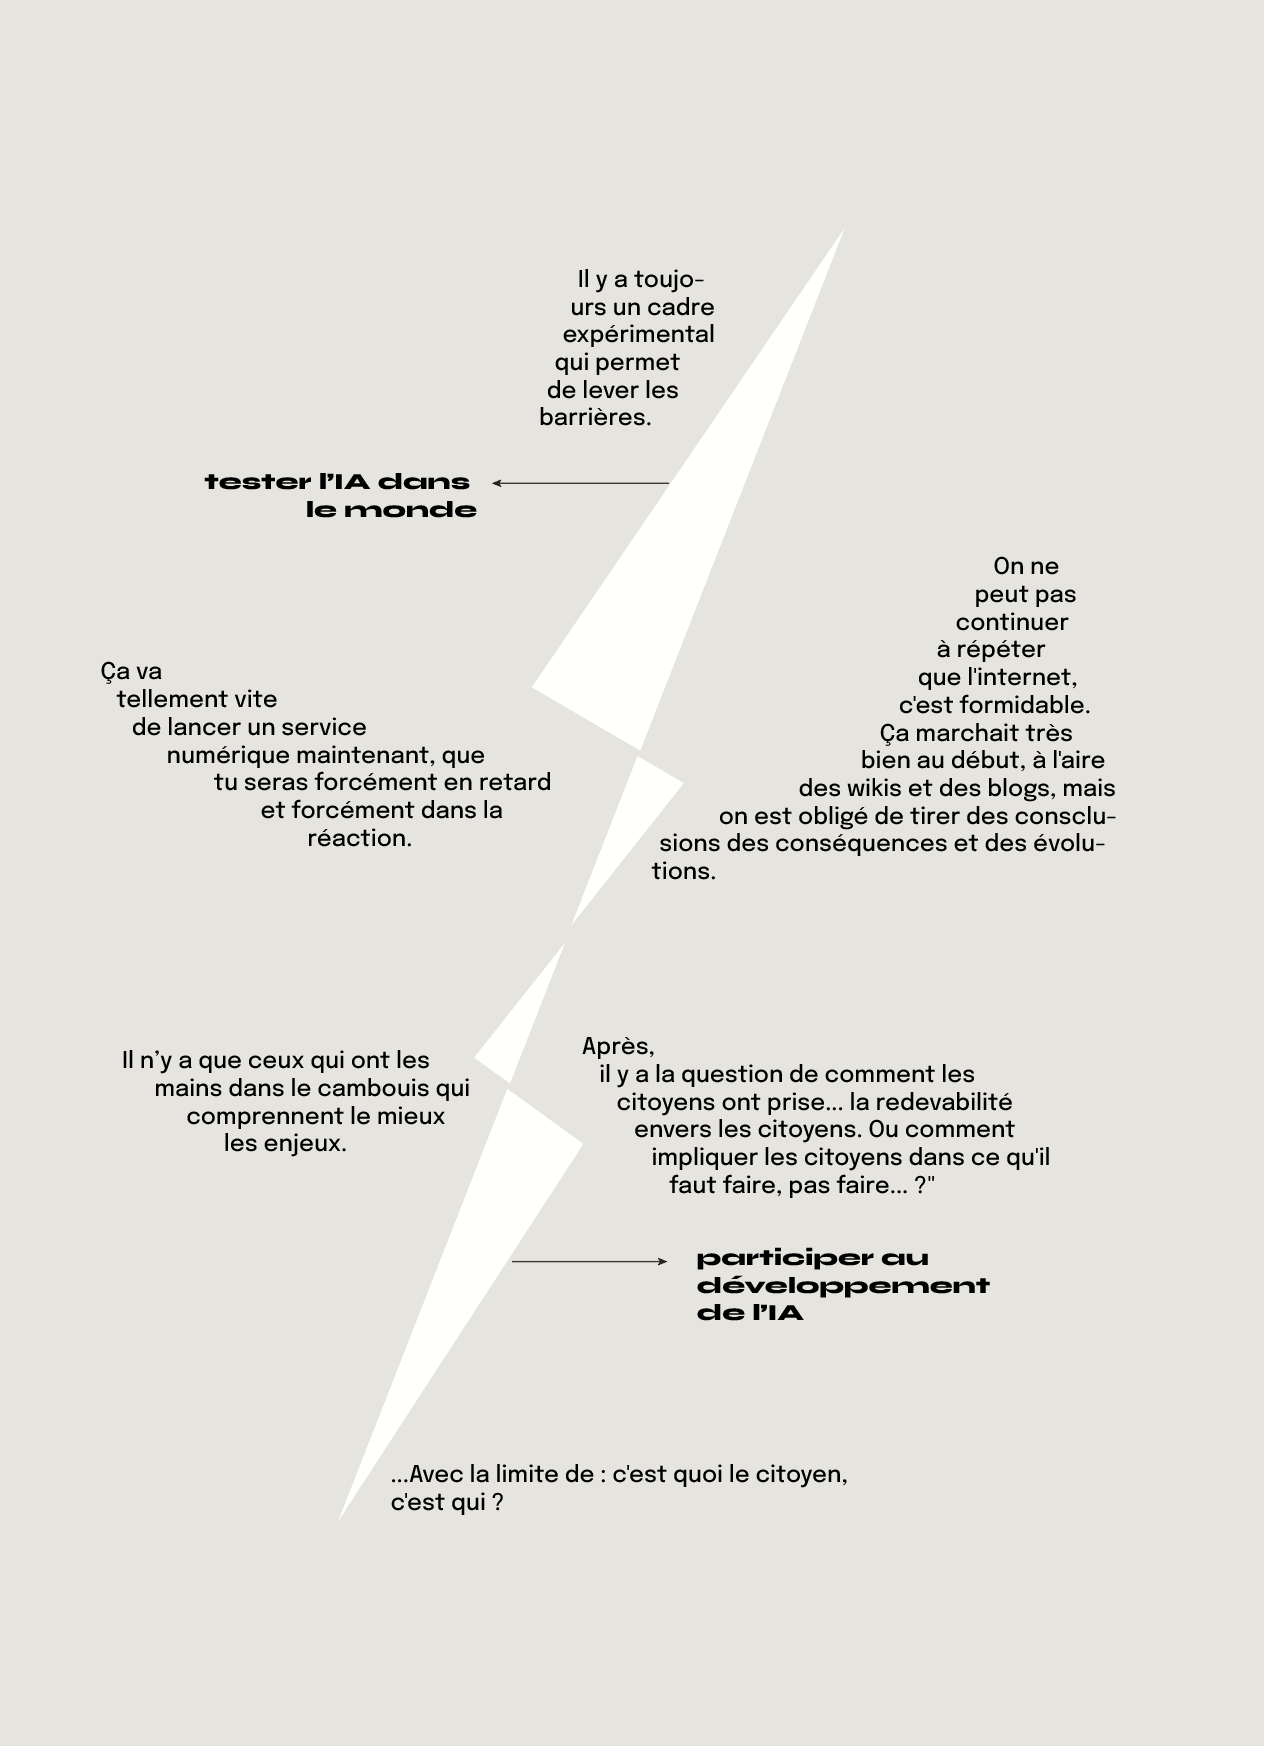 Il y a toujo-
urs un cadre
expérimental
qui permet
de lever les
barrières.
tester l’IA dans
le monde
On ne
peut pas
continuer
à répéter
que l'internet,
c'est formidable.
Ça marchait très
bien au début, à l'aire
des wikis et des blogs, mais
on est obligé de tirer des consclu-
sions des conséquences et des évolu-
tions.
Ça va
tellement vite
de lancer un service
numérique maintenant, que
tu seras forcément en retard
et forcément dans la
réaction.
Il n’y a que ceux qui ont les
mains dans le cambouis qui
comprennent le mieux
les enjeux.
Après,
il y a la question de comment les
citoyens ont prise... la redevabilité
envers les citoyens. Ou comment
impliquer les citoyens dans ce qu'il
faut faire, pas faire... ?"
participer au
développement
de l’IA
...Avec la limite de : c'est quoi le citoyen,
c'est qui ?